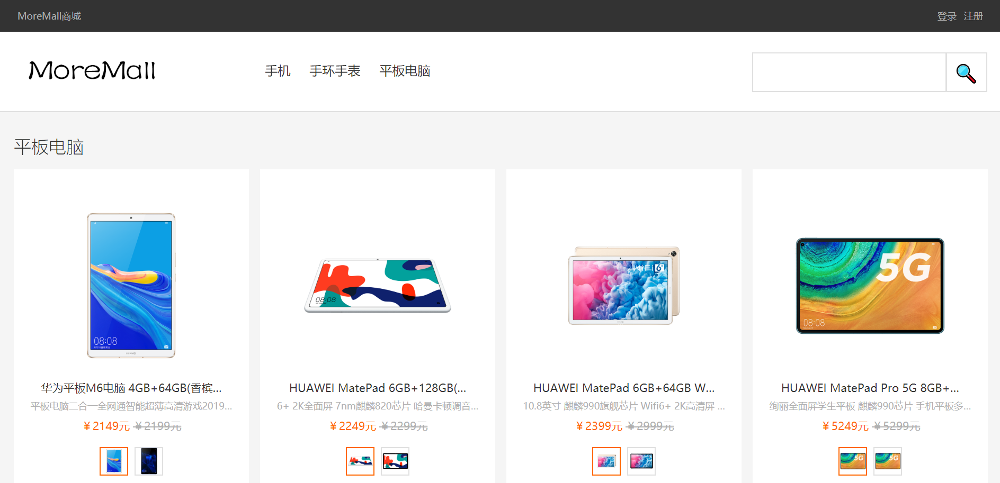 MoreMall商城
登录 注册
MoreMall
手机 手环手表 平板电脑
平板电脑
WiFi 6
08:08
08:08
5G
08:08
华为平板M6电脑 4GB+64GB(香槟...
平板电脑二合一全网通智能超薄高清游戏2019...
￥2149元 ￥2199元
HUAWEI MatePad 6GB+128GB(...
6+ 2K全面屏 7nm麒麟820芯片 哈曼卡顿调音...
￥2249元 ￥2299元
HUAWEI MatePad 6GB+64GB W...
10.8英寸 麒麟990旗舰芯片 Wifi6+ 2K高清屏 ...
￥2399元 ￥2999元
HUAWEI MatePad Pro 5G 8GB+...
绚丽全面屏学生平板 麒麟990芯片 手机平板多...
￥5249元 ￥5299元
5G
5G